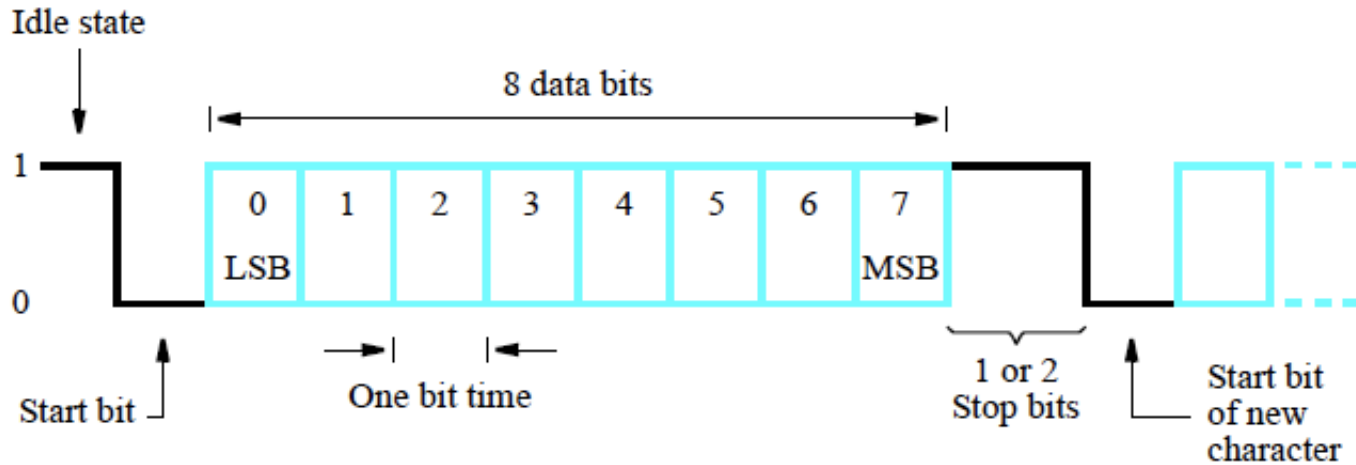 Idle state
8 data bits
1
0 1 2 3 4 5 6 7
LSB MSB
0
Start bit
One bit time
1 or 2
Stop bits
Start bit
of new
character